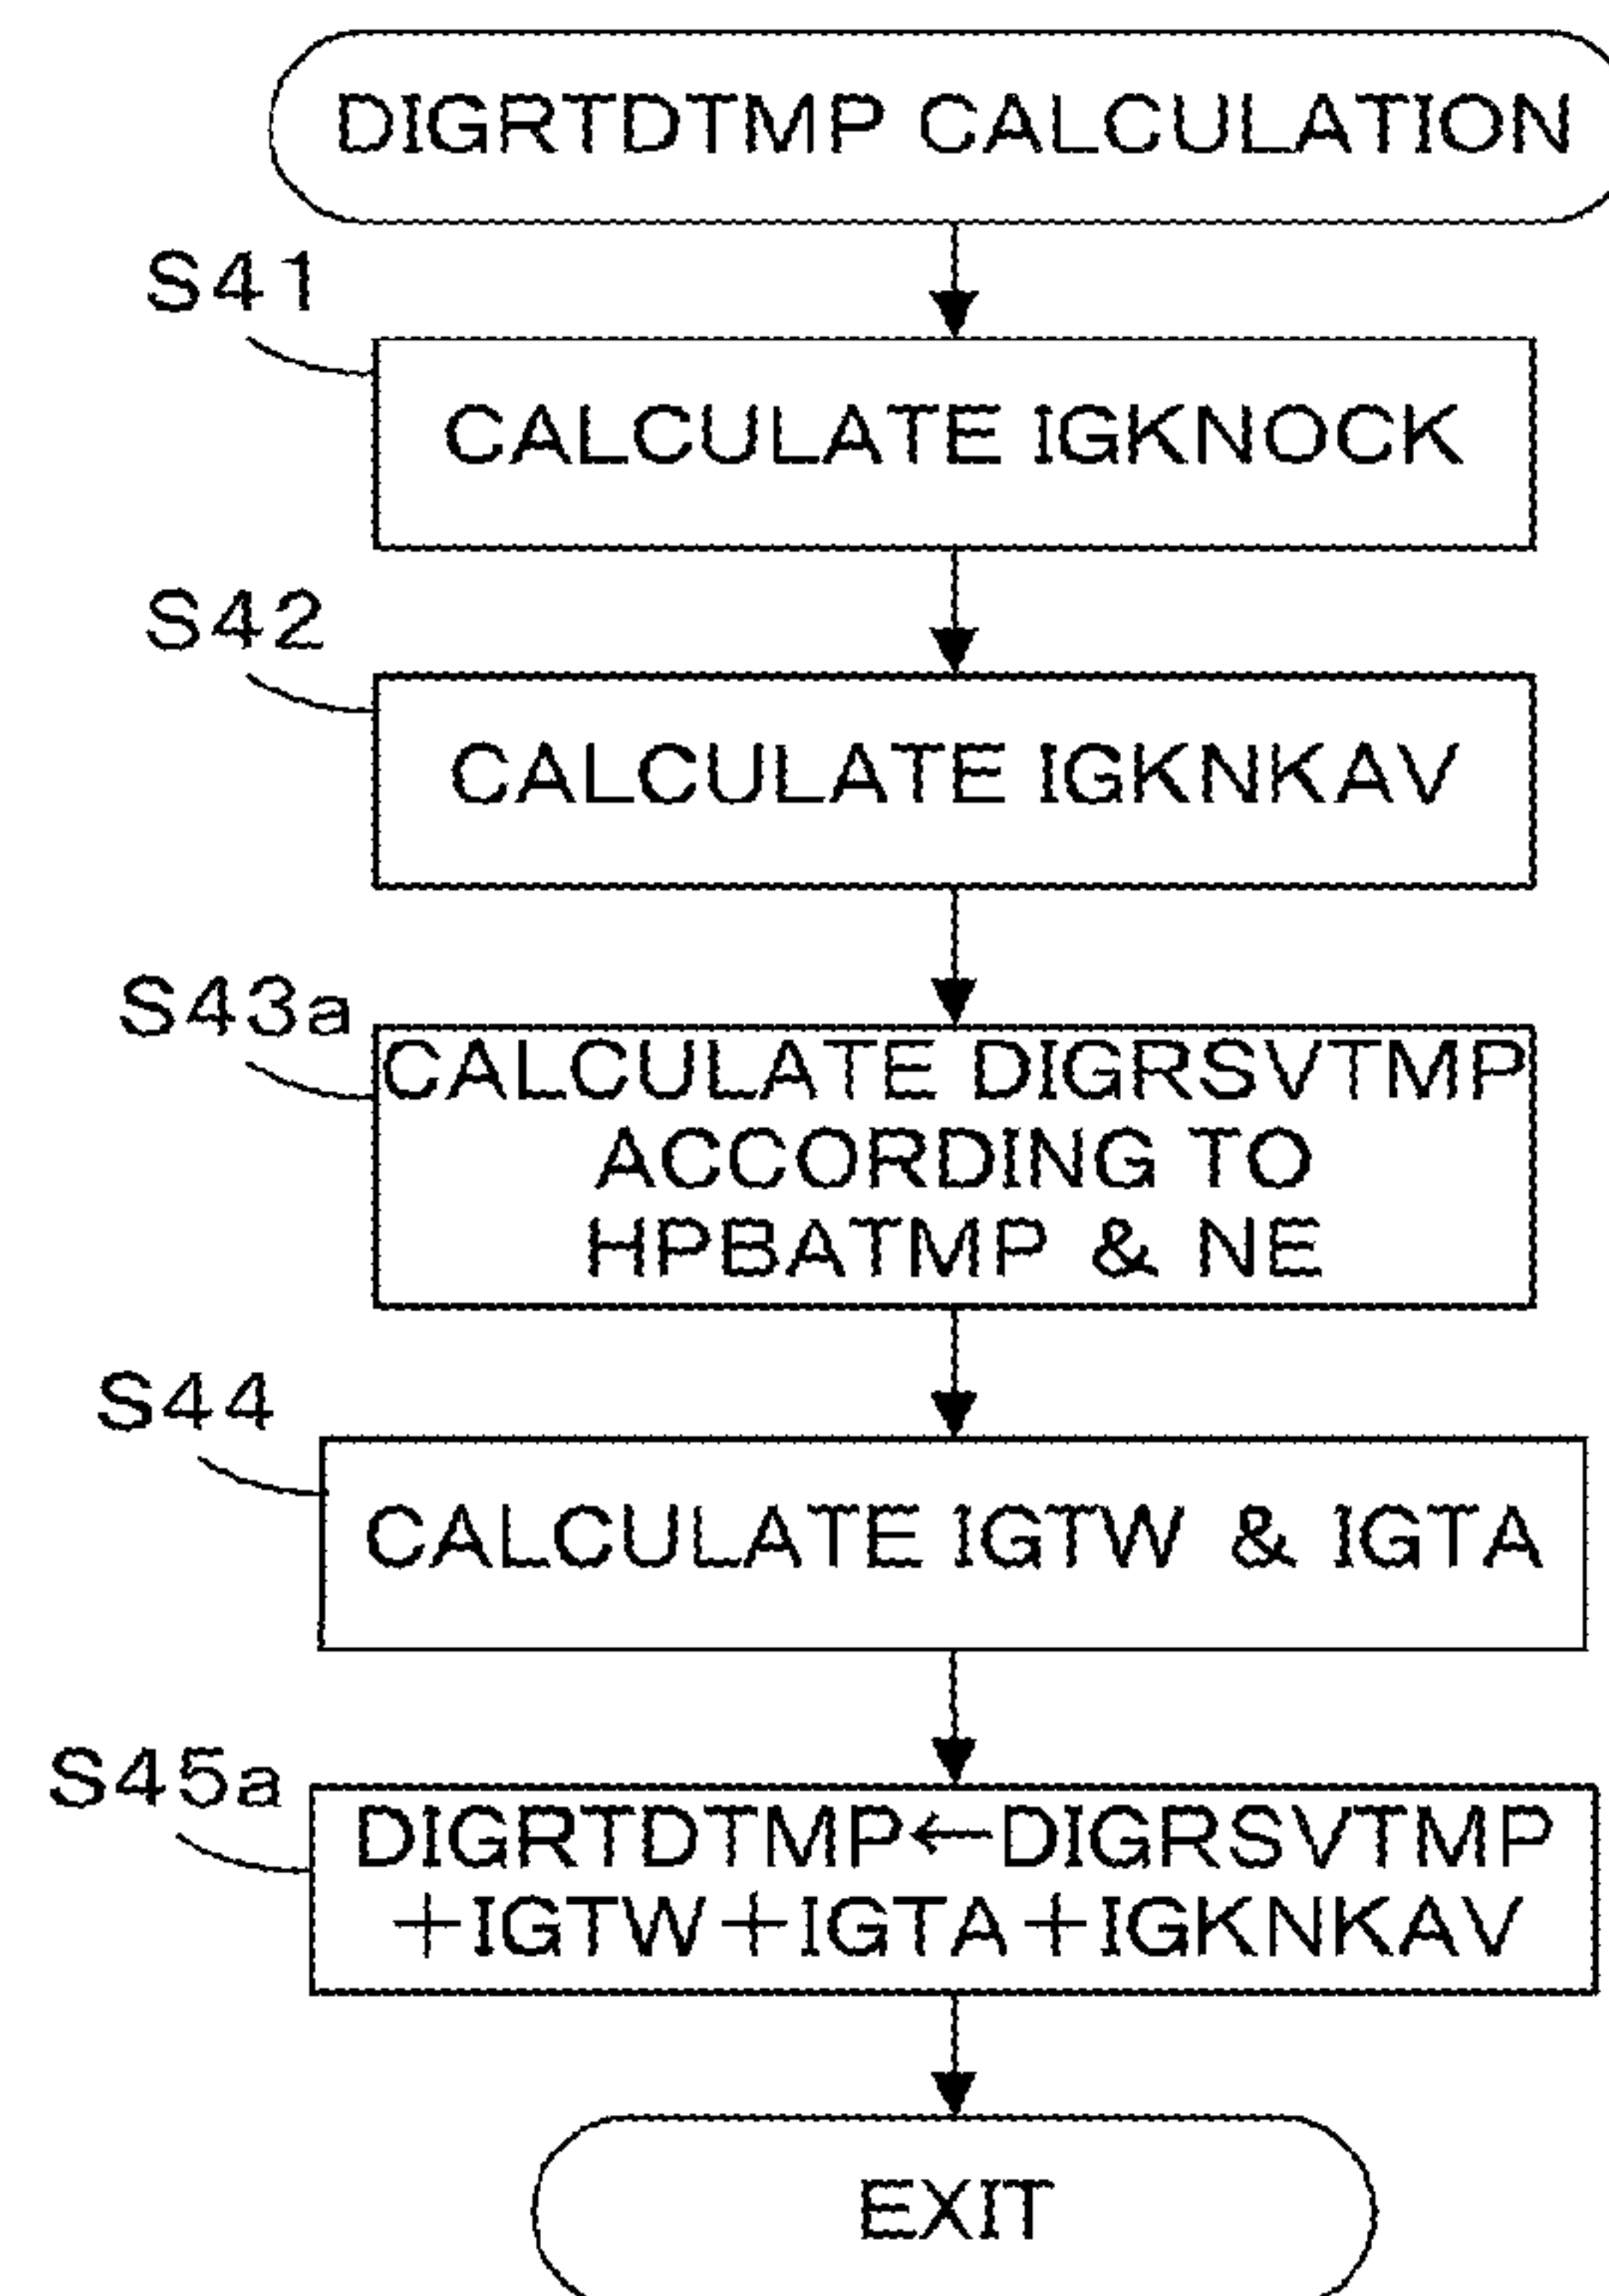 DIGRTDTMP CALCULATION
S41
CALCULATE IGKNOCK
S42
CALCULATE IGKNKAV
S43a
CALCULATE DIGRSVTMP
ACCORDING TO
HPBATMP & NE
S44
CALCULATE IGTW & IGTA
S45a
DIGRTDTMP←DIGRSVTMP
+IGTW+IGTA+IGKNKAV
EXIT